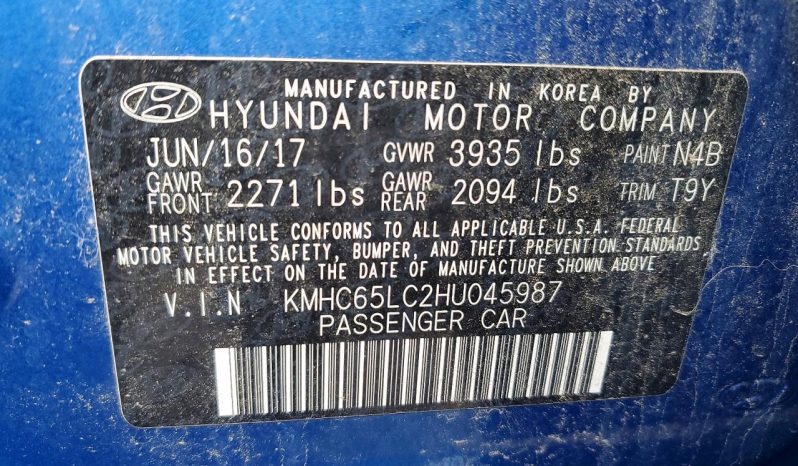 MANUFACTURED IN KOREA BY
HYUNDAI MOTOR COMPANY
JUN/16/17 GVWR 3935 lbs PAINT N4B
GAWR FRONT 2271 lbs GAWR REAR 2094 lbs TRIM T9Y
THIS VEHICLE CONFORMS TO ALL APPLICABLE U.S.A. FEDERAL
MOTOR VEHICLE SAFETY, BUMPER, AND THEFT PREVENTION STANDARDS
IN EFFECT ON THE DATE OF MANUFACTURE SHOWN ABOVE
V.I.N KMHC65LC2HU045987
PASSENGER CAR